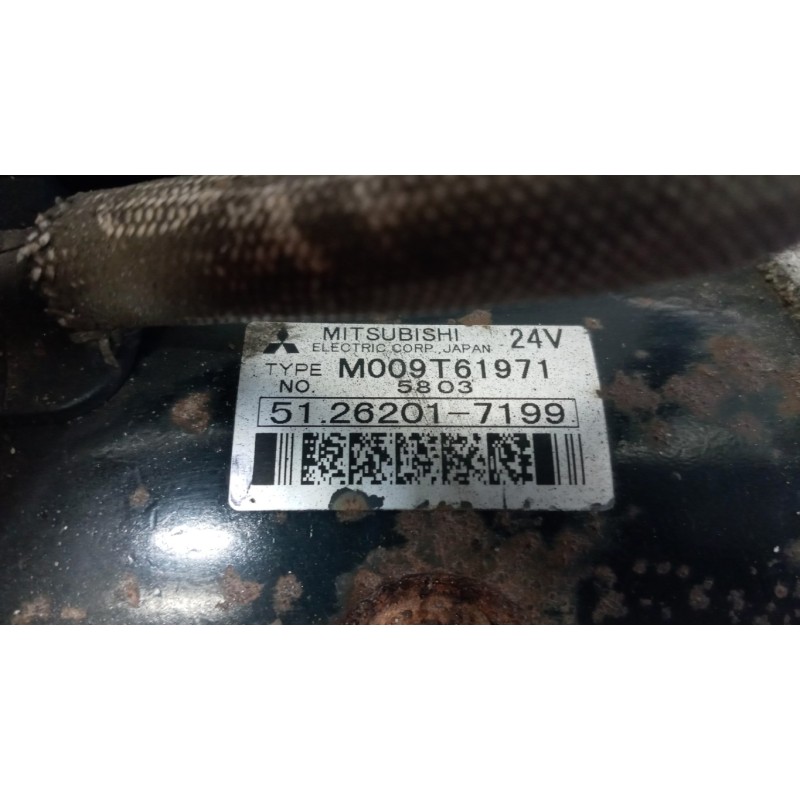 MITSUBISHI 24V
ELECTRIC CORP., JAPAN
TYPE M009T61971
NO. 5803
51.26201-7199